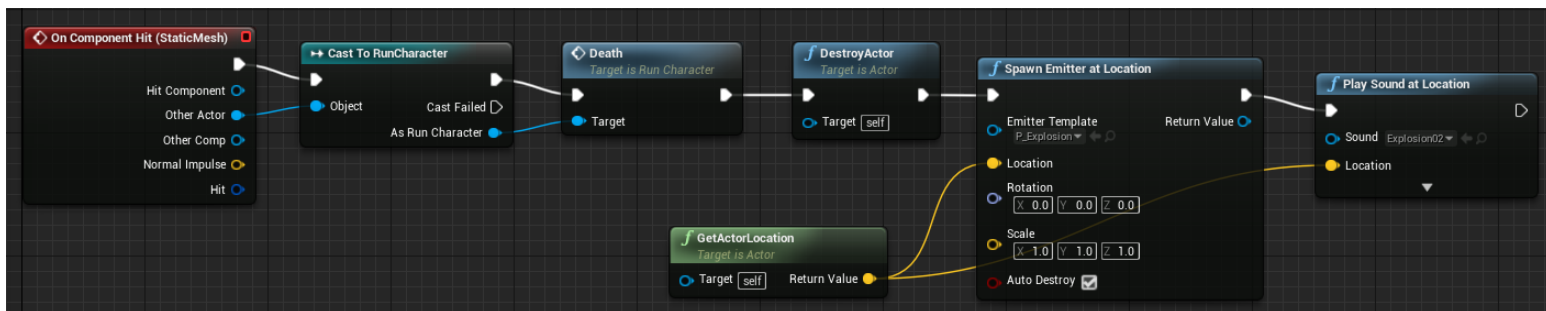 On Component Hit (StaticMesh)
Hit Component
Other Actor
Other Comp
Normal Impulse
Hit
Cast To RunCharacter
Object
Cast Failed
As Run Character
Death
Target is Run Character
Target
DestroyActor
Target is Actor
Target self
GetActorLocation
Target is Actor
Target self Return Value
Spawn Emitter at Location
Emitter Template Return Value
P_Explosion
Location
Rotation
X 0.0 Y 0.0 Z 0.0
Scale
X 1.0 Y 1.0 Z 1.0
Auto Destroy
Play Sound at Location
Sound Explosion02
Location